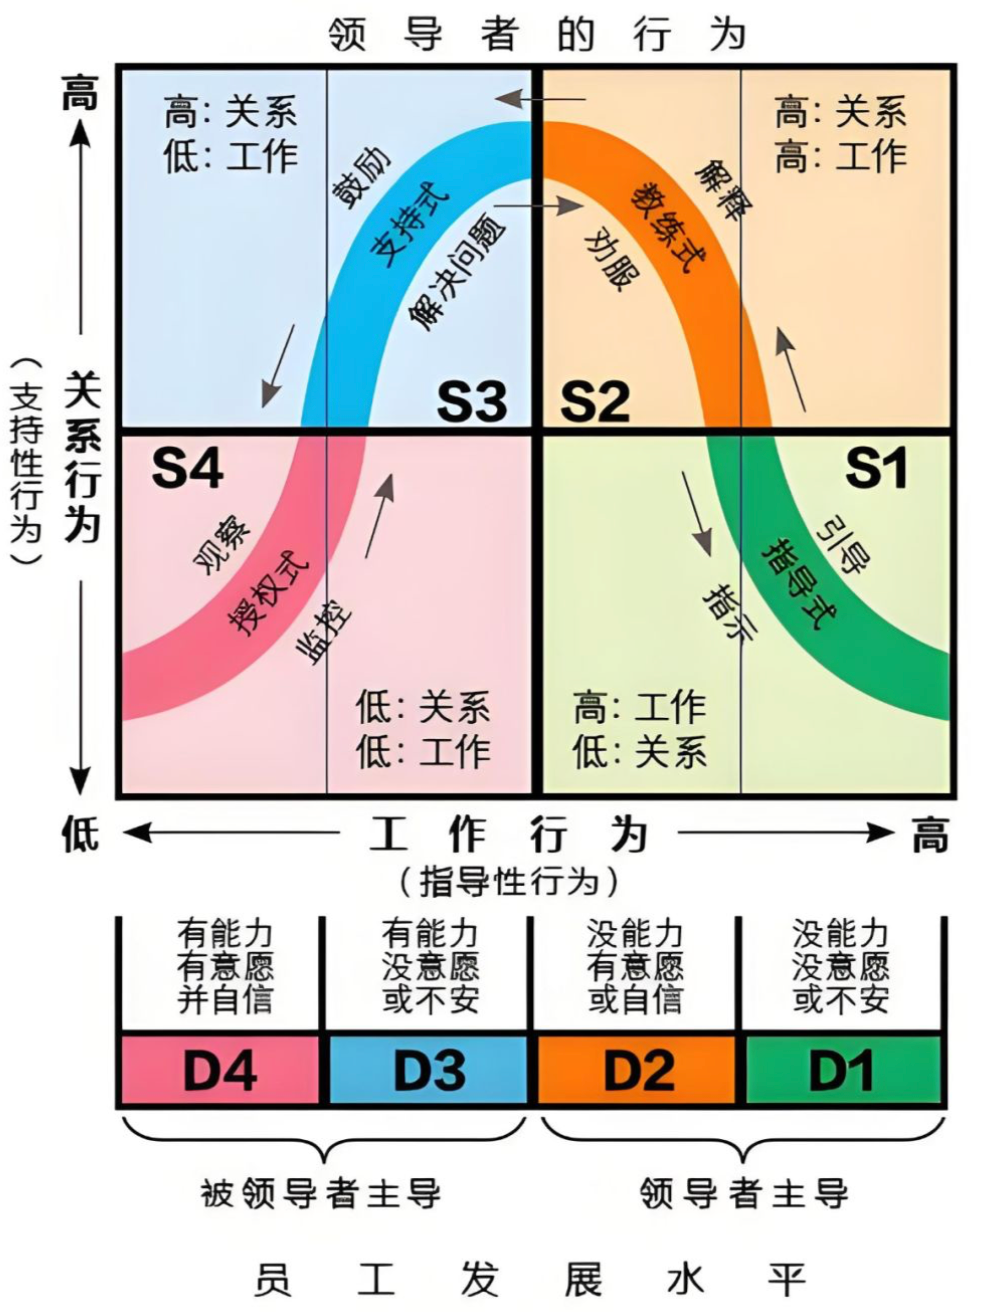 领导者的行为
高
高：关系
低：工作
高：关系
高：工作
鼓励
支持式
解决问题
教练式
解释
劝服
S3
S2
关系行为
（支持性行为）
S4
S1
观察
授权式
监控
引导
指导式
指示
低：关系
低：工作
高：工作
低：关系
低
工作行为
高
（指导性行为）
有能力
有意愿
并自信
有能力
没意愿
或不安
没能力
有意愿
或自信
没能力
没意愿
或不安
D4
D3
D2
D1
被领导者主导
领导者主导
员工发展水平